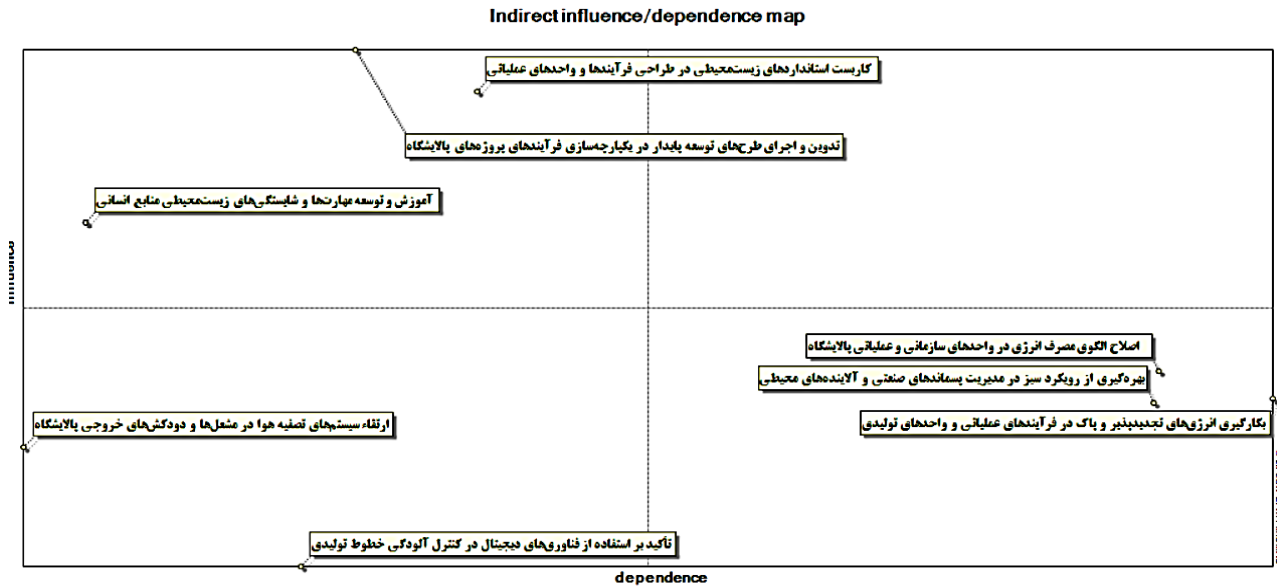 Indirect influence/dependence map
کاربست استانداردهای زیست‌محیطی در طراحی فرآیندها و واحدهای عملیاتی
تدوین و اجرای طرح‌های توسعه پایدار در یکپارچه‌سازی فرآیندهای پروژه‌های پالایشگاه
آموزش و توسعه مهارت‌ها و شایستگی‌های زیست‌محیطی منابع انسانی
اصلاح الگوی مصرف انرژی در واحدهای سازمانی و عملیاتی پالایشگاه
بهره‌گیری از رویکرد سبز در مدیریت پسماندهای صنعتی و آلاینده‌های محیطی
بکارگیری انرژی‌های تجدیدپذیر و پاک در فرآیندهای عملیاتی و واحدهای تولیدی
ارتقاء سیستم‌های تصفیه هوا در مشعل‌ها و دودکش‌های خروجی پالایشگاه
تأکید بر استفاده از فناوری‌های دیجیتال در کنترل آلودگی خطوط تولیدی
dependence